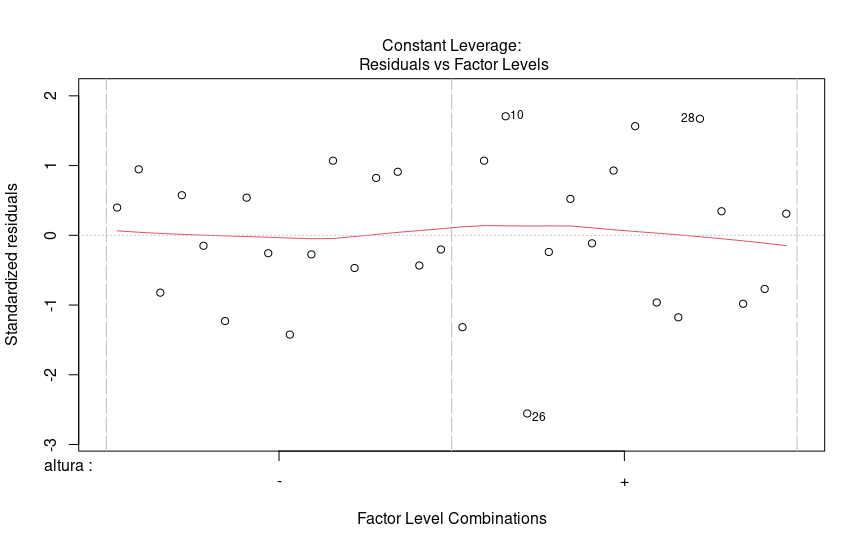 Constant Leverage:
Residuals vs Factor Levels
Standardized residuals
2
1
0
-1
-2
-3
10
28
26
altura :
-
+
Factor Level Combinations